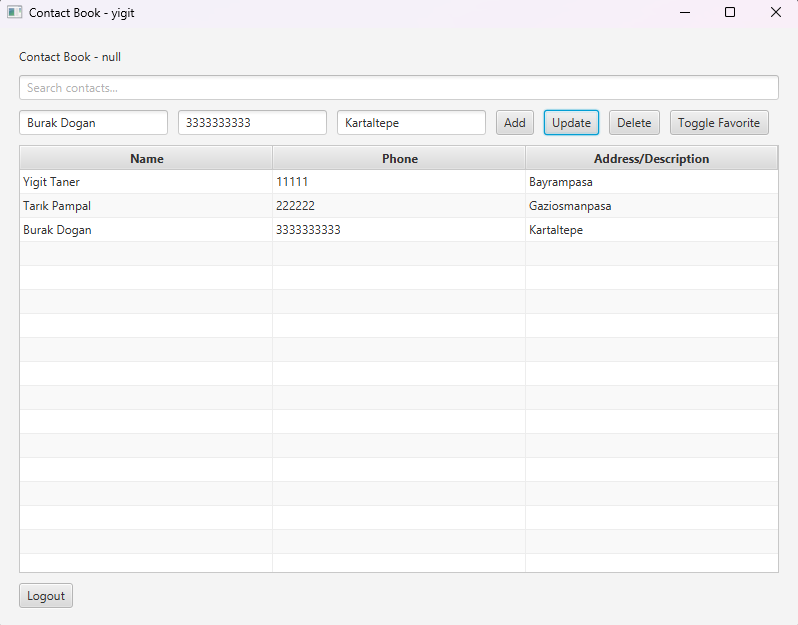 Contact Book - yigit
Contact Book - null
Search contacts...
Burak Dogan 3333333333 Kartaltepe Add Update Delete Toggle Favorite
Name Phone Address/Description
Yigit Taner 11111 Bayrampasa
Tarık Pampal 222222 Gaziosmanpasa
Burak Dogan 3333333333 Kartaltepe
Logout